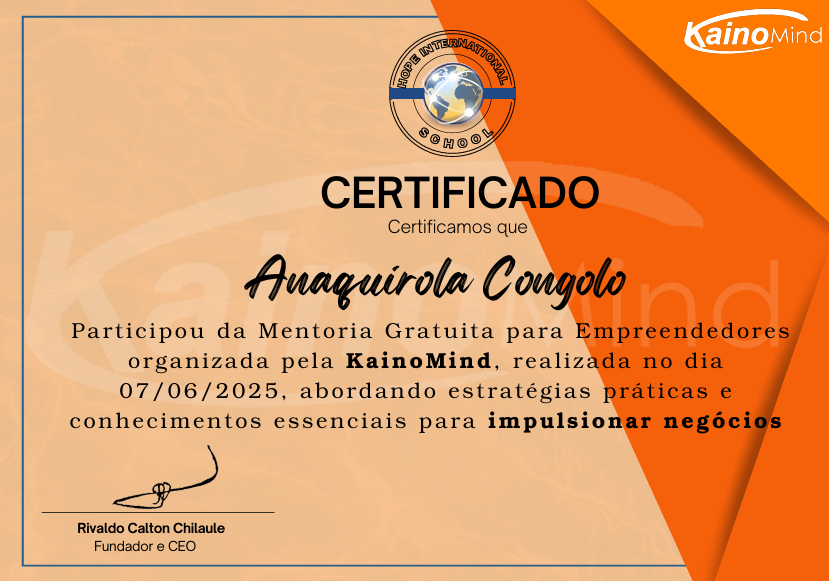 KainoMind
HOPE INTERNATIONAL
SCHOOL
CERTIFICADO
Certificamos que
Anaquirola Congolo
KainoMind
Participou da Mentoria Gratuita para Empreendedores
organizada pela KainoMind, realizada no dia
07/06/2025, abordando estratégias práticas e
conhecimentos essenciais para impulsionar negócios
Rivaldo Calton Chilaule
Fundador e CEO